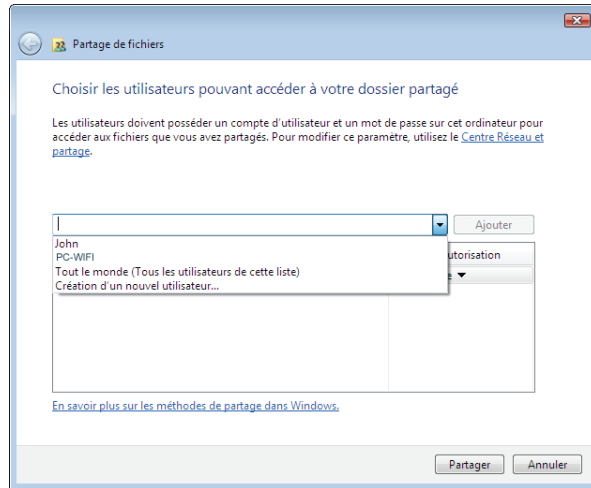 Partage de fichiers
Choisir les utilisateurs pouvant accéder à votre dossier partagé
Les utilisateurs doivent posséder un compte d'utilisateur et un mot de passe sur cet ordinateur pour
accéder aux fichiers que vous avez partagés. Pour modifier ce paramètre, utilisez le Centre Réseau et
partage.
Ajouter
John
PC-WIFI
Tout le monde (Tous les utilisateurs de cette liste)
Création d'un nouvel utilisateur...
utorisation
En savoir plus sur les méthodes de partage dans Windows.
Partager Annuler